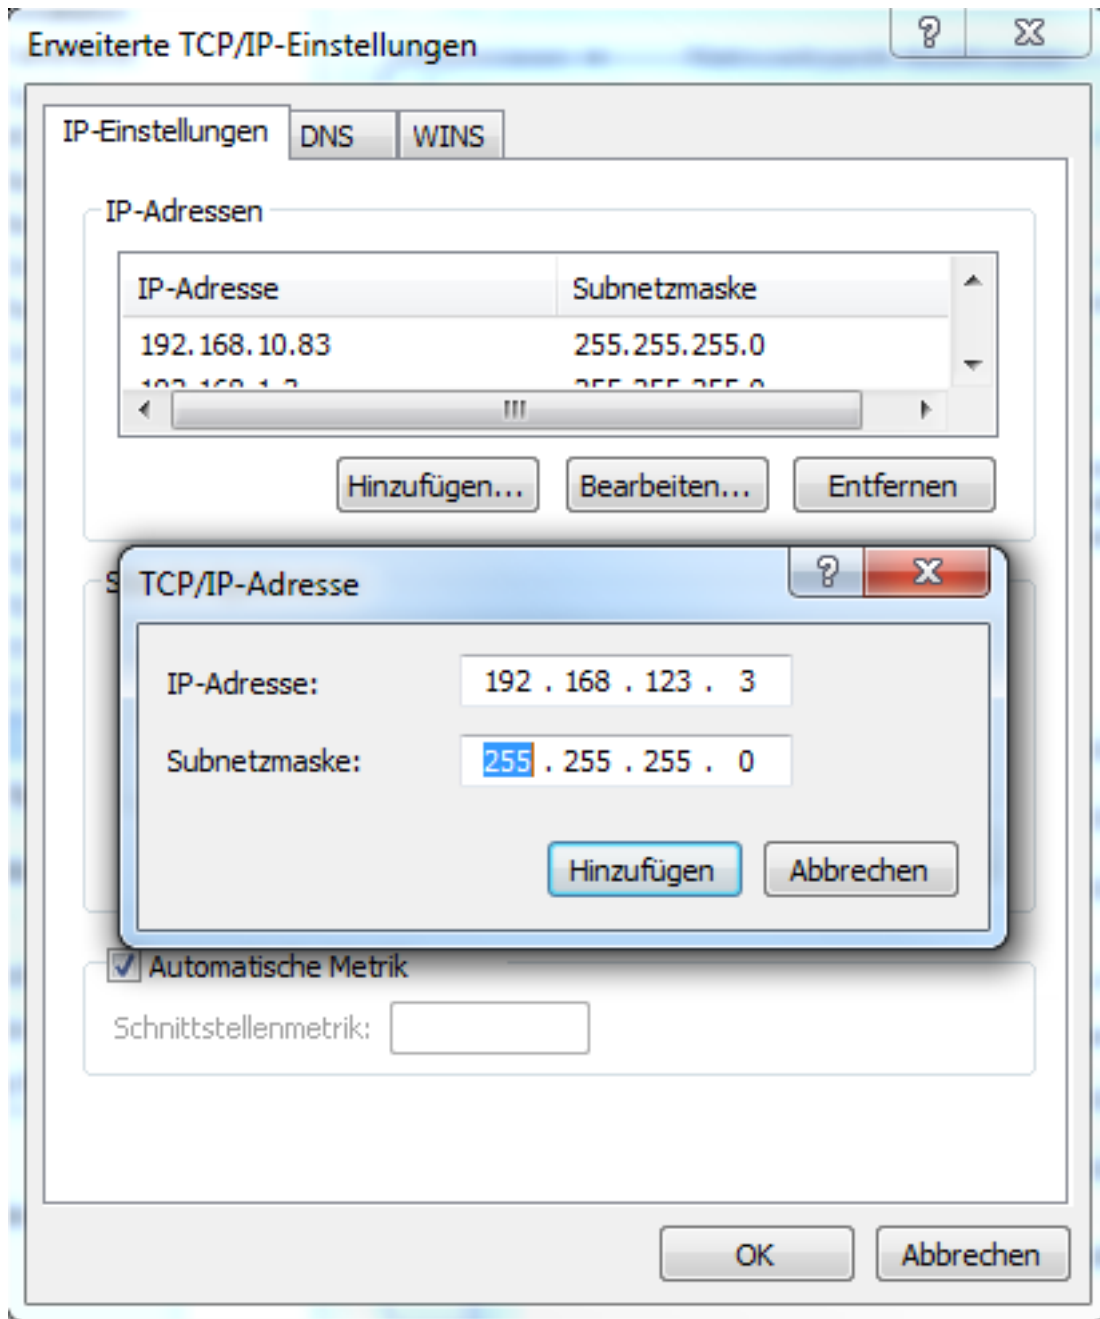 Erweiterte TCP/IP-Einstellungen
IP-Einstellungen DNS WINS
IP-Adressen
IP-Adresse Subnetzmaske
192.168.10.83 255.255.255.0
Hinzufügen... Bearbeiten... Entfernen
TCP/IP-Adresse
IP-Adresse: 192 . 168 . 123 . 3
Subnetzmaske: 255 . 255 . 255 . 0
Hinzufügen Abbrechen
Automatische Metrik
Schnittstellenmetrik:
OK Abbrechen